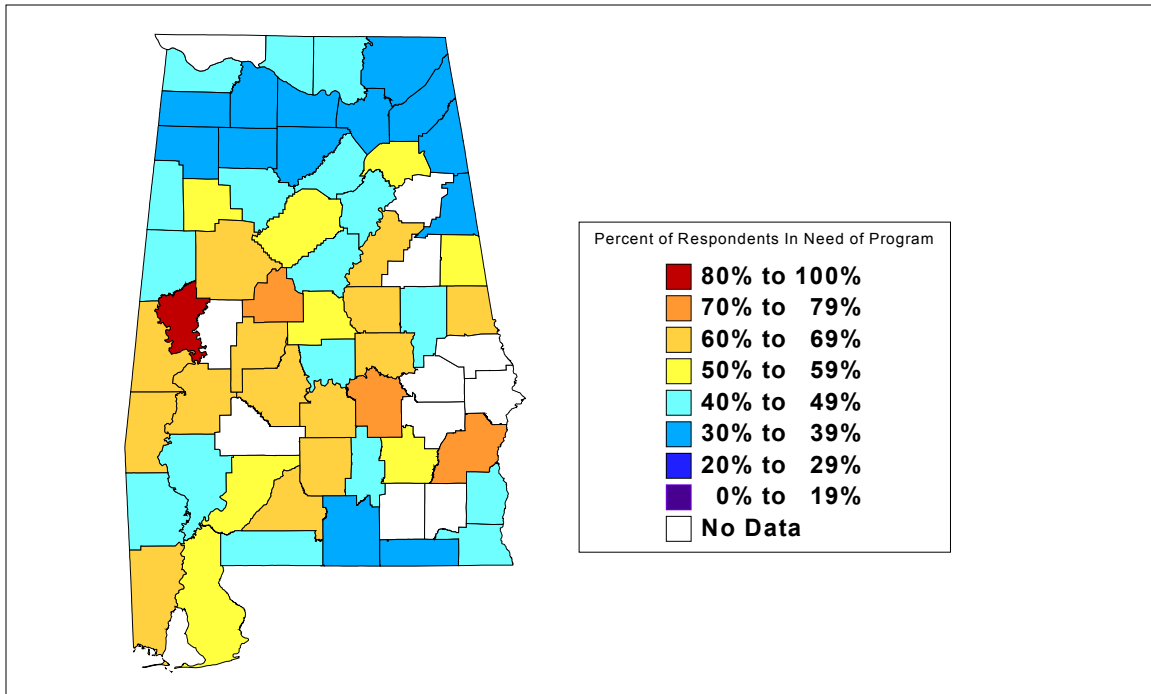 Percent of Respondents In Need of Program
80% to 100%
70% to 79%
60% to 69%
50% to 59%
40% to 49%
30% to 39%
20% to 29%
0% to 19%
No Data